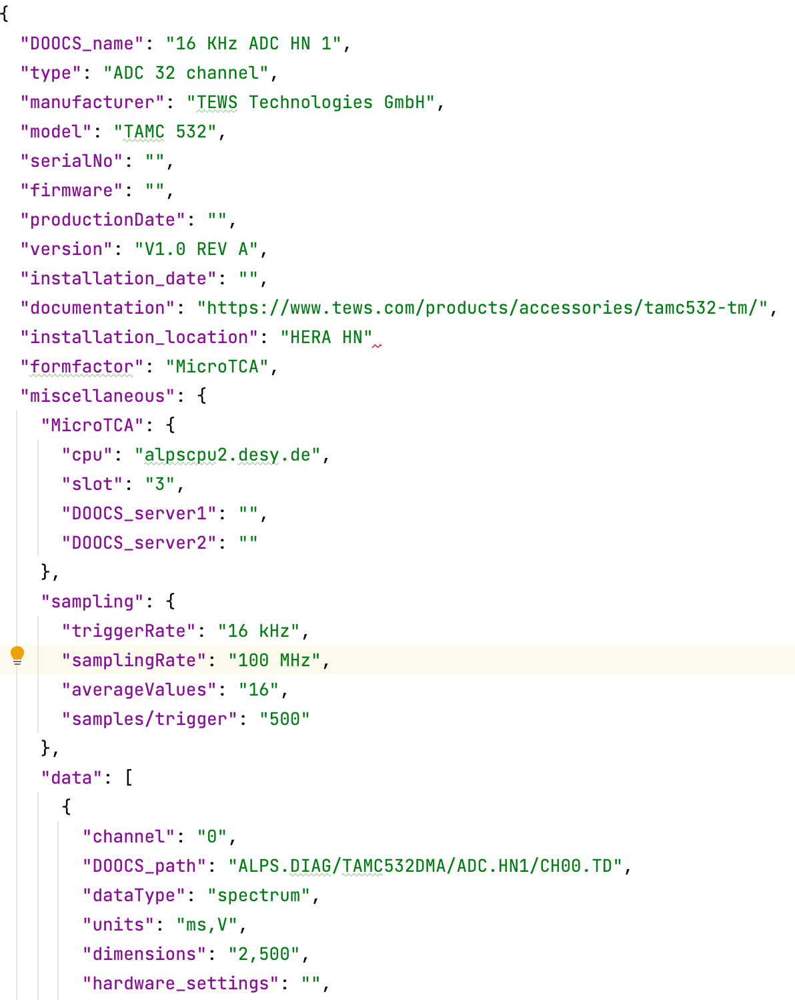 {
  "DOOCS_name": "16 KHz ADC HN 1",
  "type": "ADC 32 channel",
  "manufacturer": "TEWS Technologies GmbH",
  "model": "TAMC 532",
  "serialNo": "",
  "firmware": "",
  "productionDate": "",
  "version": "V1.0 REV A",
  "installation_date": "",
  "documentation": "https://www.tews.com/products/accessories/tamc532-tm/",
  "installation_location": "HERA HN"
  "formfactor": "MicroTCA",
  "miscellaneous": {
    "MicroTCA": {
      "cpu": "alpscpu2.desy.de",
      "slot": "3",
      "DOOCS_server1": "",
      "DOOCS_server2": ""
    },
    "sampling": {
      "triggerRate": "16 kHz",
      "samplingRate": "100 MHz",
      "averageValues": "16",
      "samples/trigger": "500"
    },
    "data": [
      {
        "channel": "0",
        "DOOCS_path": "ALPS.DIAG/TAMC532DMA/ADC.HN1/CH00.TD",
        "dataType": "spectrum",
        "units": "ms,V",
        "dimensions": "2,500",
        "hardware_settings": "",